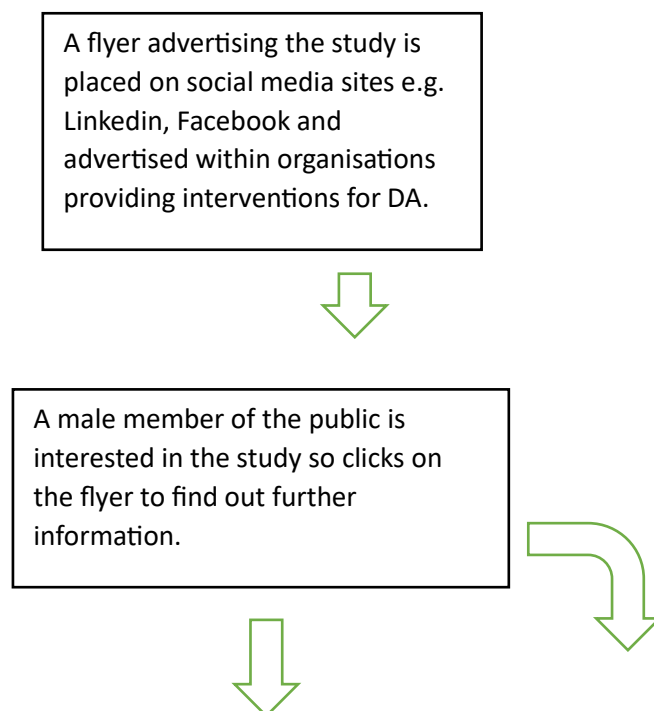 A flyer advertising the study is
placed on social media sites e.g.
Linkedin, Facebook and
advertised within organisations
providing interventions for DA.
A male member of the public is
interested in the study so clicks on
the flyer to find out further
information.